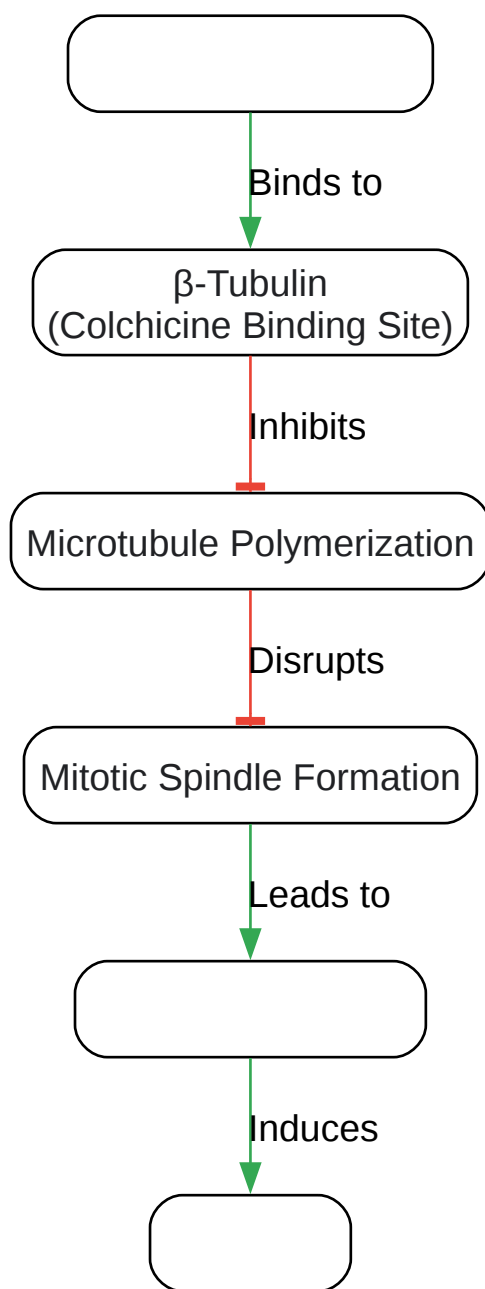 Binds to
β-Tubulin
(Colchicine Binding Site)
Inhibits
Microtubule Polymerization
Disrupts
Mitotic Spindle Formation
Leads to
Induces